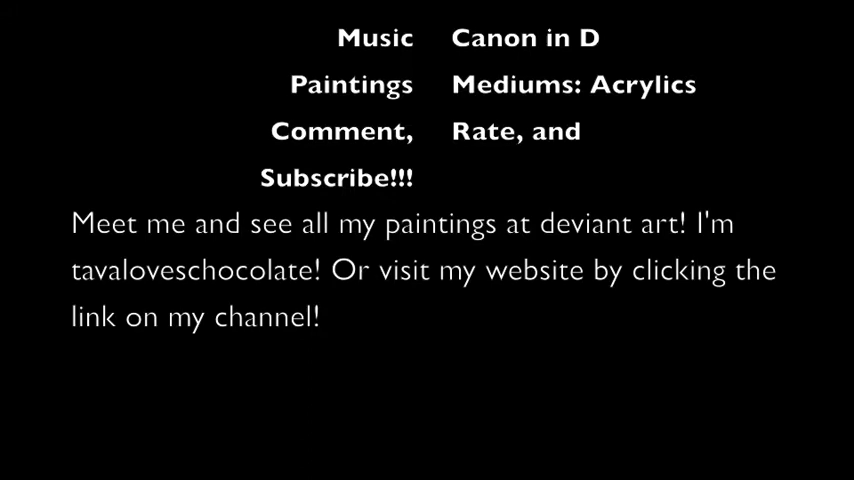 Music Canon in D
Paintings Mediums: Acrylics
Comment, Rate, and
Subscribe!!!
Meet me and see all my paintings at deviant art! I'm
tavaloveschocolate! Or visit my website by clicking the
link on my channel!